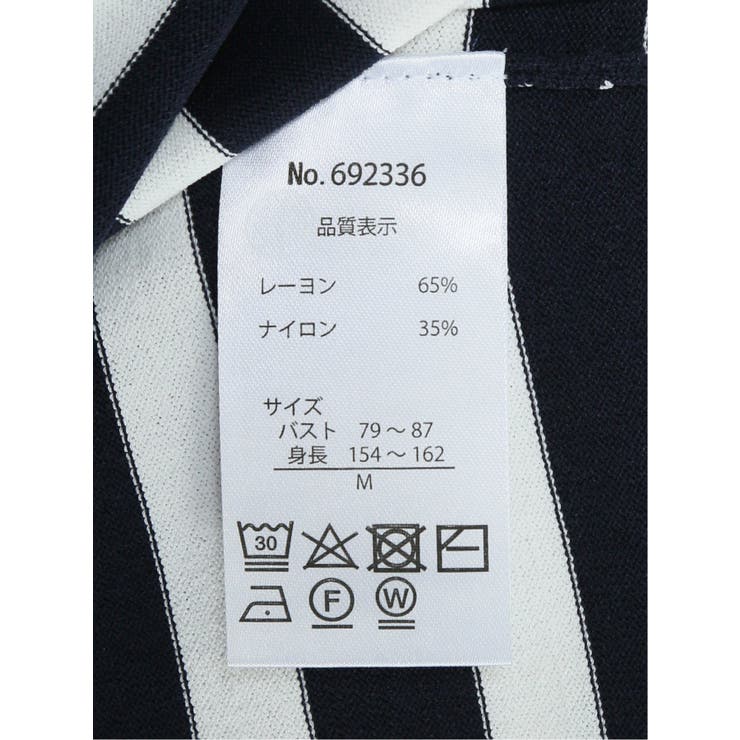 No. 692336
品質表示
レーヨン 65%
ナイロン 35%
サイズ
バスト 79～87
身長 154～162
M
30
F W